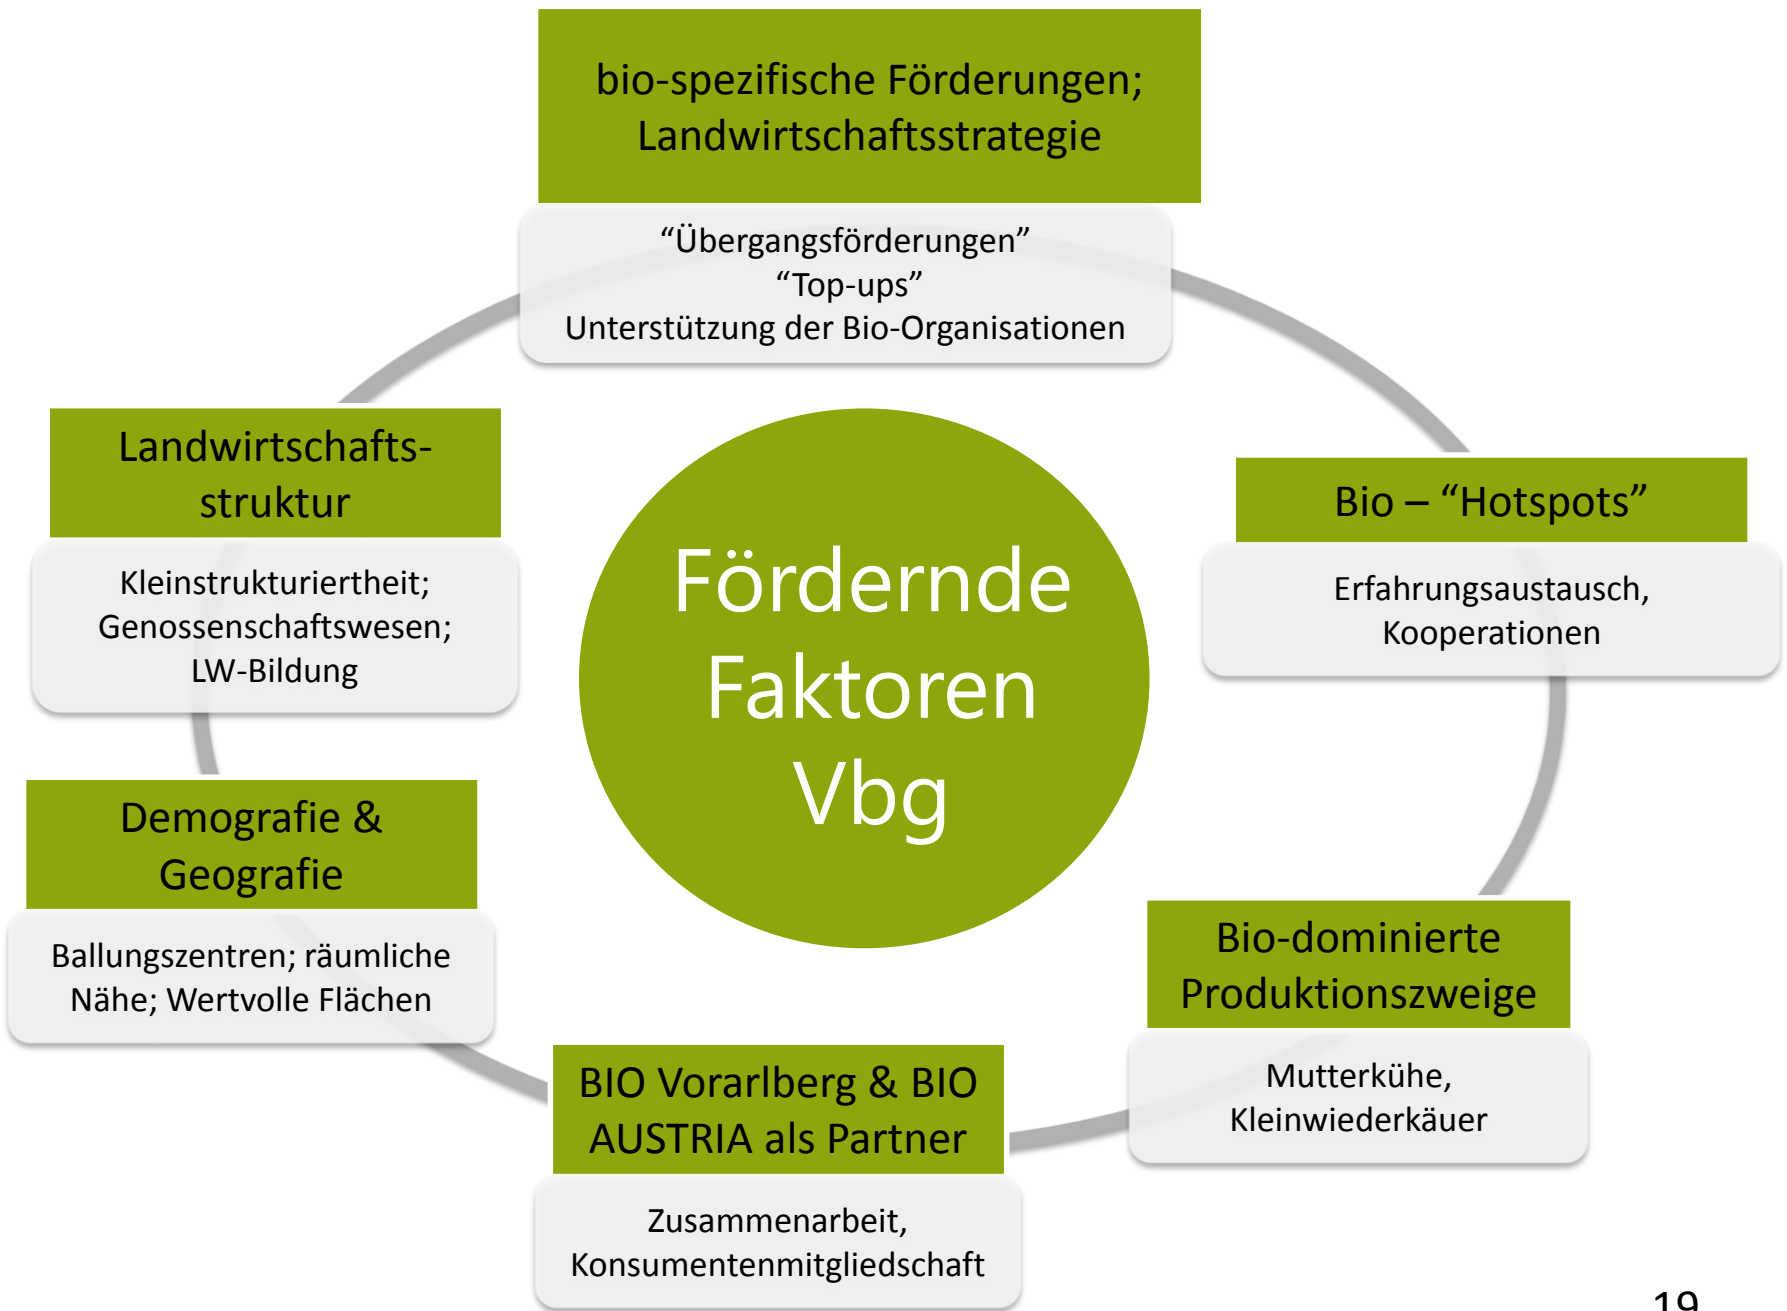 bio-spezifische Förderungen;
Landwirtschaftsstrategie
“Übergangsförderungen”
“Top-ups”
Unterstützung der Bio-Organisationen
Landwirtschafts-
struktur
Kleinstrukturiertheit;
Genossenschaftswesen;
LW-Bildung
Bio – “Hotspots”
Erfahrungsaustausch,
Kooperationen
Fördernde
Faktoren
Vbg
Demografie &
Geografie
Ballungszentren; räumliche
Nähe; Wertvolle Flächen
Bio-dominierte
Produktionszweige
Mutterkühe,
Kleinwiederkäuer
BIO Vorarlberg & BIO
AUSTRIA als Partner
Zusammenarbeit,
Konsumentenmitgliedschaft
19